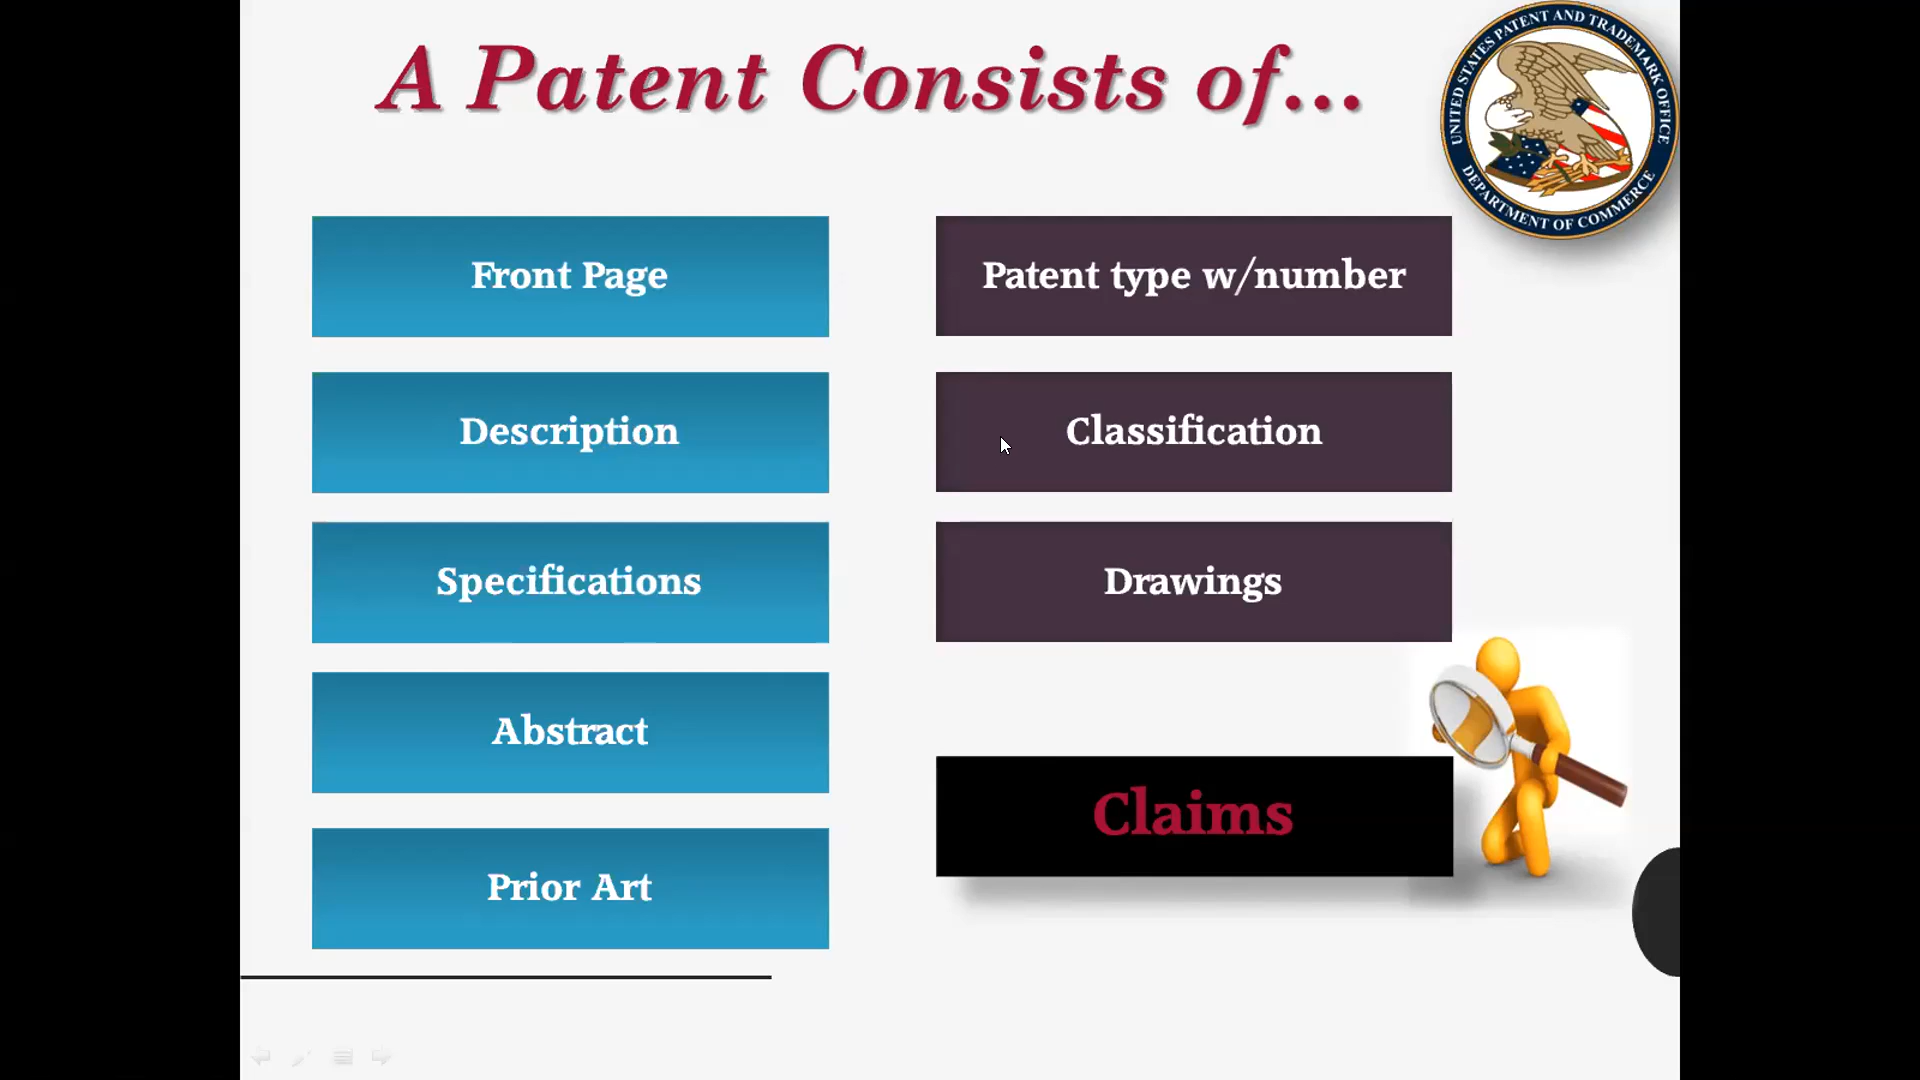 A Patent Consists of...
UNITED STATES PATENT AND TRADEMARK OFFICE
DEPARTMENT OF COMMERCE
Front Page
Patent type w/number
Description
Classification
Specifications
Drawings
Abstract
Claims
Prior Art